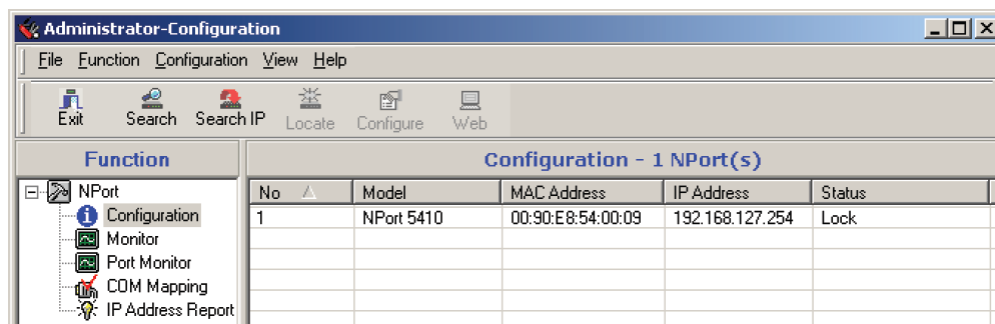 Administrator-Configuration
File Function Configuration View Help
Exit Search Search IP Locate Configure Web
Function
Configuration - 1 NPort(s)
NPort
Configuration
Monitor
Port Monitor
COM Mapping
IP Address Report
No Model MAC Address IP Address Status
1 NPort 5410 00:90:E8:54:00:09 192.168.127.254 Lock